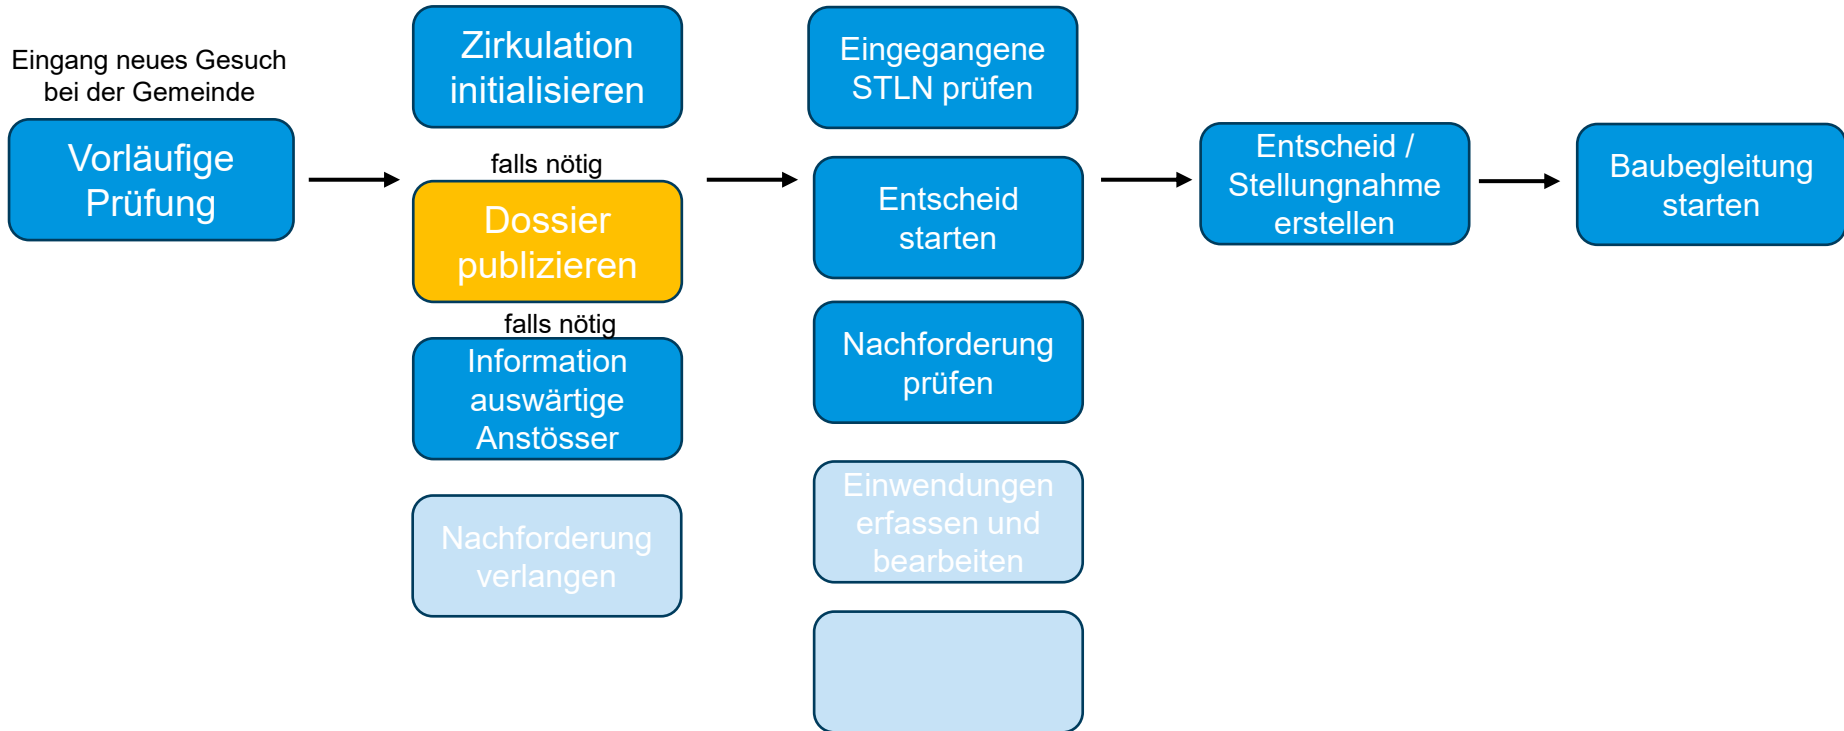 Eingang neues Gesuch
bei der Gemeinde
Vorläufige
Prüfung
Zirkulation
initialisieren
falls nötig
Dossier
publizieren
falls nötig
Information
auswärtige
Anstösser
Nachforderung
verlangen
Eingegangene
STLN prüfen
Entscheid
starten
Nachforderung
prüfen
Einwendungen
erfassen und
bearbeiten
Entscheid /
Stellungnahme
erstellen
Baubegleitung
starten